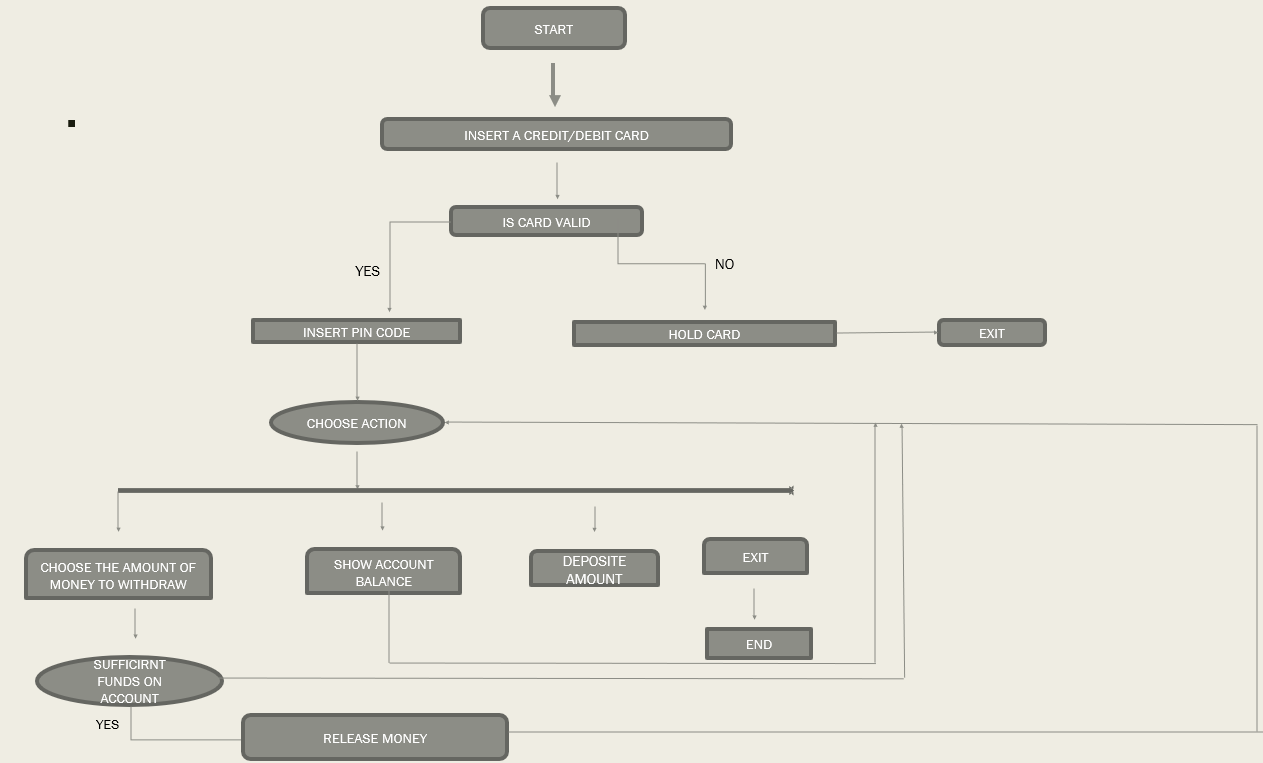 START
INSERT A CREDIT/DEBIT CARD
IS CARD VALID
YES
NO
INSERT PIN CODE
HOLD CARD
EXIT
CHOOSE ACTION
CHOOSE THE AMOUNT OF
MONEY TO WITHDRAW
SHOW ACCOUNT
BALANCE
DEPOSITE
AMOUNT
EXIT
END
SUFFICIRNT
FUNDS ON
ACCOUNT
YES
RELEASE MONEY